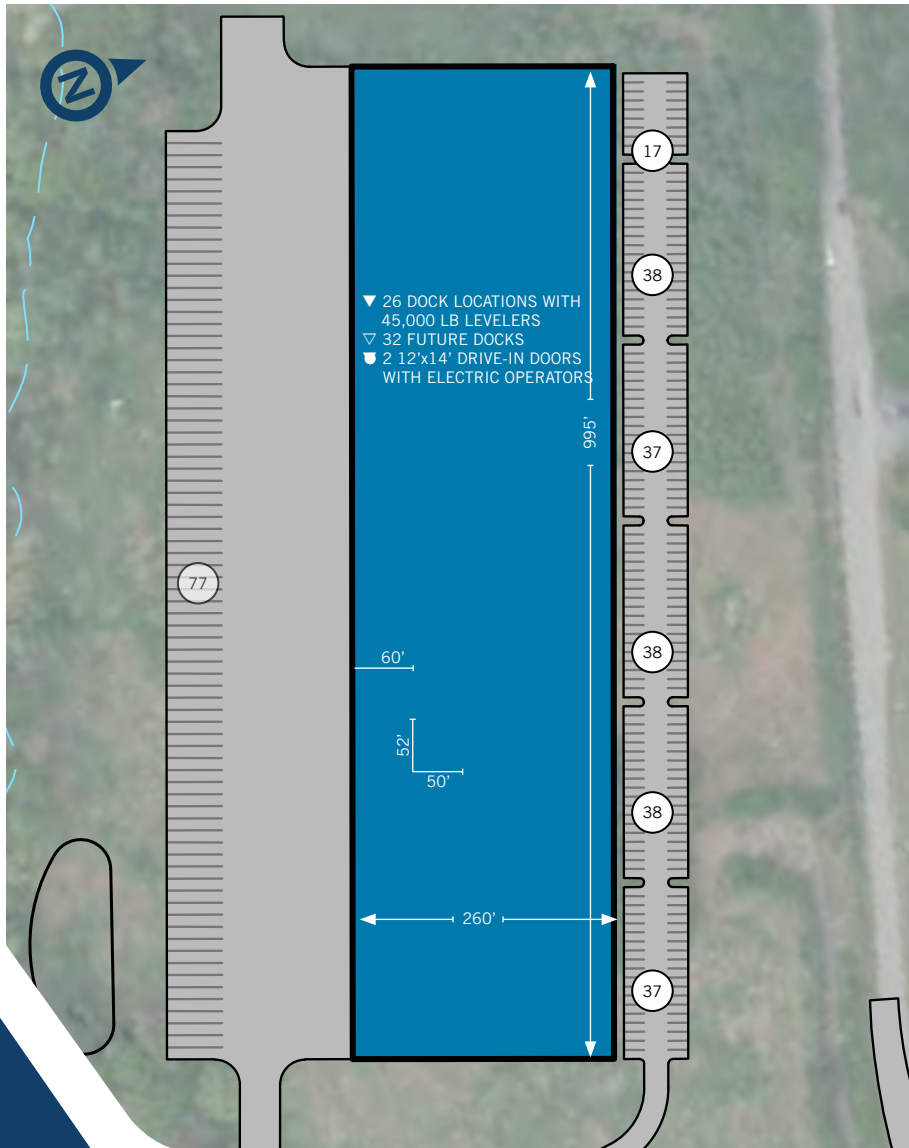 N
17
38
▼ 26 DOCK LOCATIONS WITH
45,000 LB LEVELERS
▽ 32 FUTURE DOCKS
2 12'x14' DRIVE-IN DOORS
WITH ELECTRIC OPERATORS
995'
37
77
60'
38
52'
50'
38
260'
37